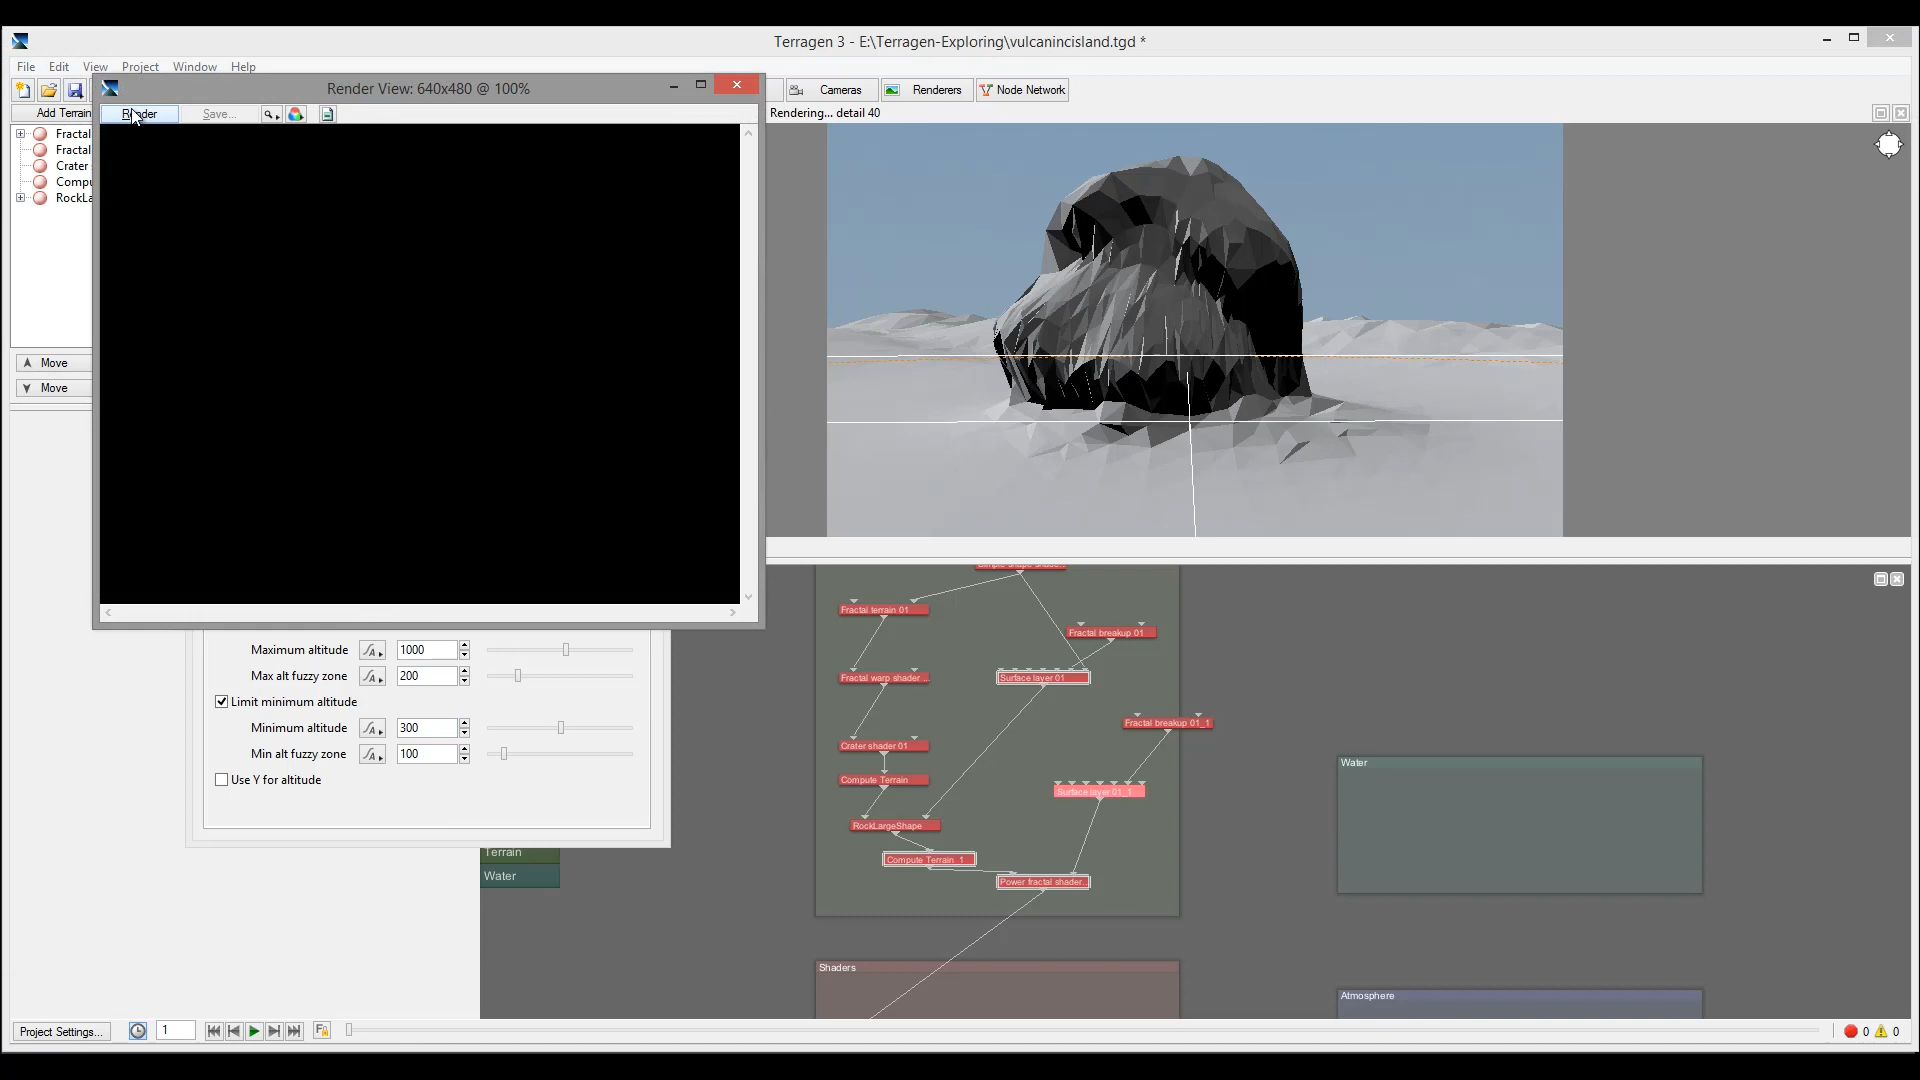 Terragen 3 - E:\Terragen-Exploring\vulcanincisland.tgd *
File Edit View Project Window Help
Render View: 640x480 @ 100%
Cameras Renderers Node Network
Add Terrain
Render Save...
Rendering... detail 40
Fractal
Fractal
Crater
Compu
RockLa
Move
Move
Maximum altitude 1000
Max alt fuzzy zone 200
Limit minimum altitude
Minimum altitude 300
Min alt fuzzy zone 100
Use Y for altitude
Simple shape shade...
Fractal terrain 01
Fractal breakup 01
Fractal warp shader ...
Surface layer 01
Fractal breakup 01_1
Crater shader 01
Compute Terrain
Surface layer 01_1
RockLargeShape
Compute Terrain_1
Power fractal shader...
Water
Terrain
Water
Shaders
Atmosphere
Project Settings... 1 0 0